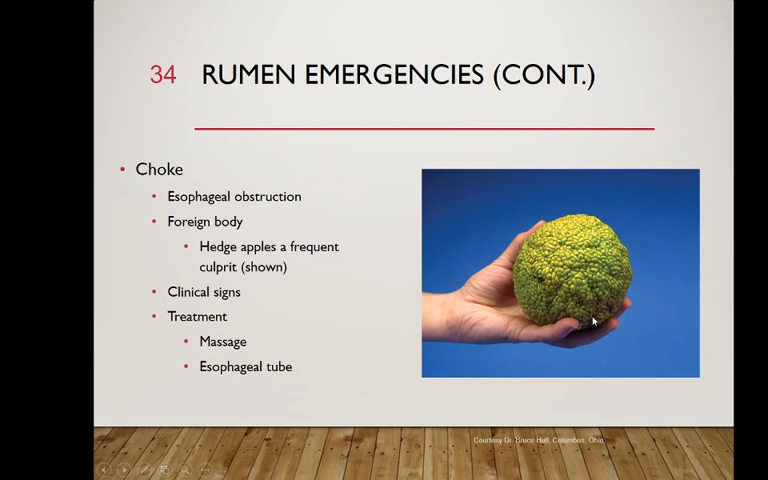 34 RUMEN EMERGENCIES (CONT.)
• Choke
• Esophageal obstruction
• Foreign body
• Hedge apples a frequent
culprit (shown)
• Clinical signs
• Treatment
• Massage
• Esophageal tube
Courtesy Dr. Bruce Hull, Columbus, Ohio.